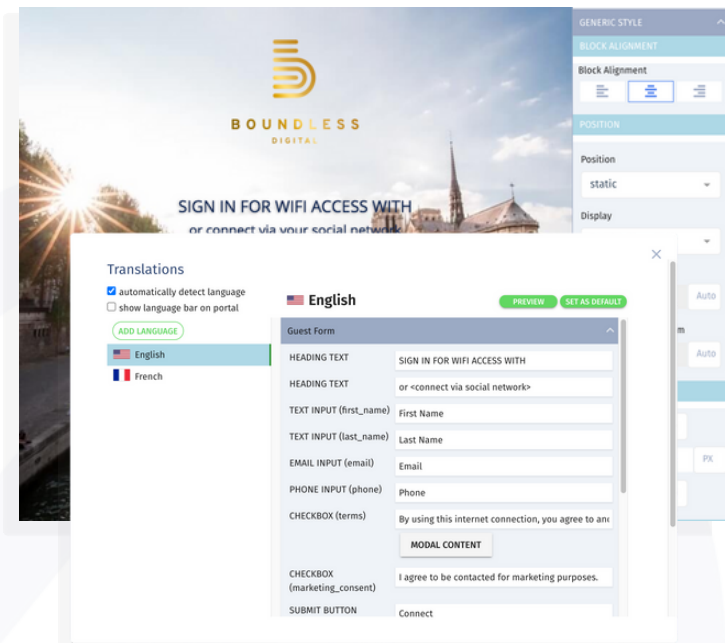 GENERIC STYLE
BLOCK ALIGNMENT
Block Alignment
POSITION
Position
static
Display
Auto
m
Auto
PX
BOUNDLESS
DIGITAL
SIGN IN FOR WIFI ACCESS WITH
or connect via your social network
Translations
automatically detect language
show language bar on portal
ADD LANGUAGE
English
French
English
PREVIEW
SET AS DEFAULT
Guest Form
HEADING TEXT
SIGN IN FOR WIFI ACCESS WITH
HEADING TEXT
or <connect via social network>
TEXT INPUT (first_name)
First Name
TEXT INPUT (last_name)
Last Name
EMAIL INPUT (email)
Email
PHONE INPUT (phone)
Phone
CHECKBOX (terms)
By using this internet connection, you agree to and
MODAL CONTENT
CHECKBOX
(marketing_consent)
I agree to be contacted for marketing purposes.
SUBMIT BUTTON
Connect